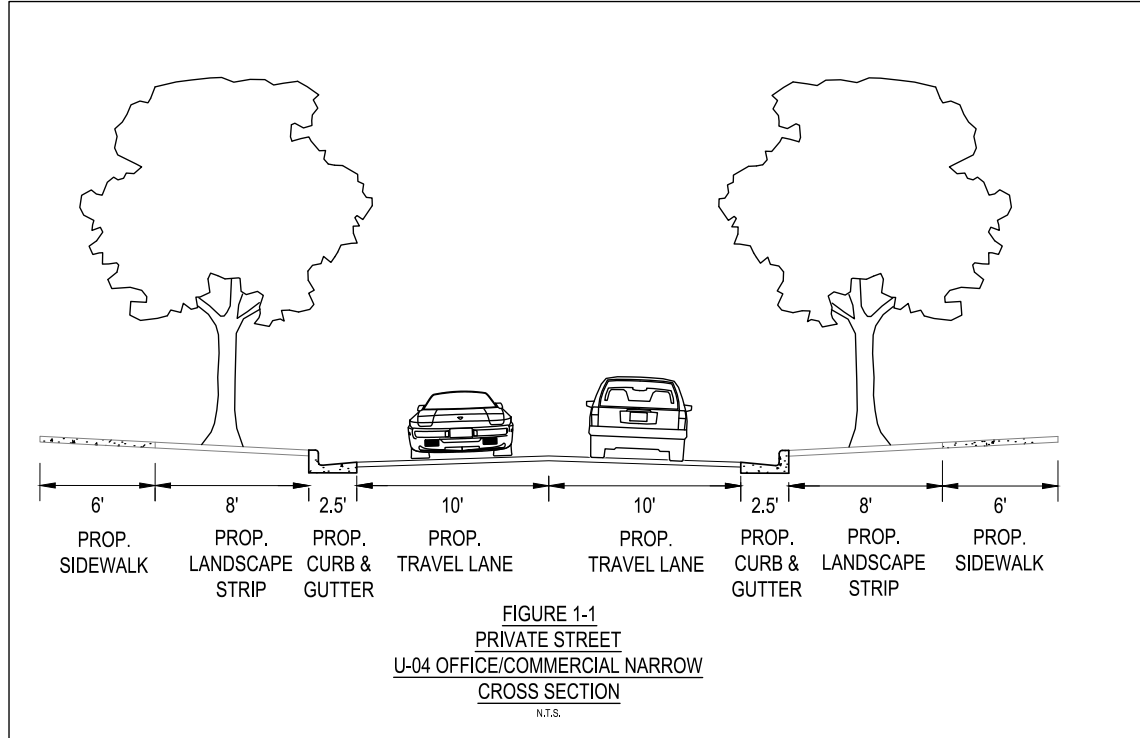 6' 8' 2.5' 10' 10' 2.5' 8' 6'
PROP. PROP. PROP. PROP. PROP. PROP. PROP. PROP.
SIDEWALK LANDSCAPE CURB & TRAVEL LANE TRAVEL LANE CURB & LANDSCAPE SIDEWALK
STRIP GUTTER GUTTER STRIP
FIGURE 1-1
PRIVATE STREET
U-04 OFFICE/COMMERCIAL NARROW
CROSS SECTION
N.T.S.